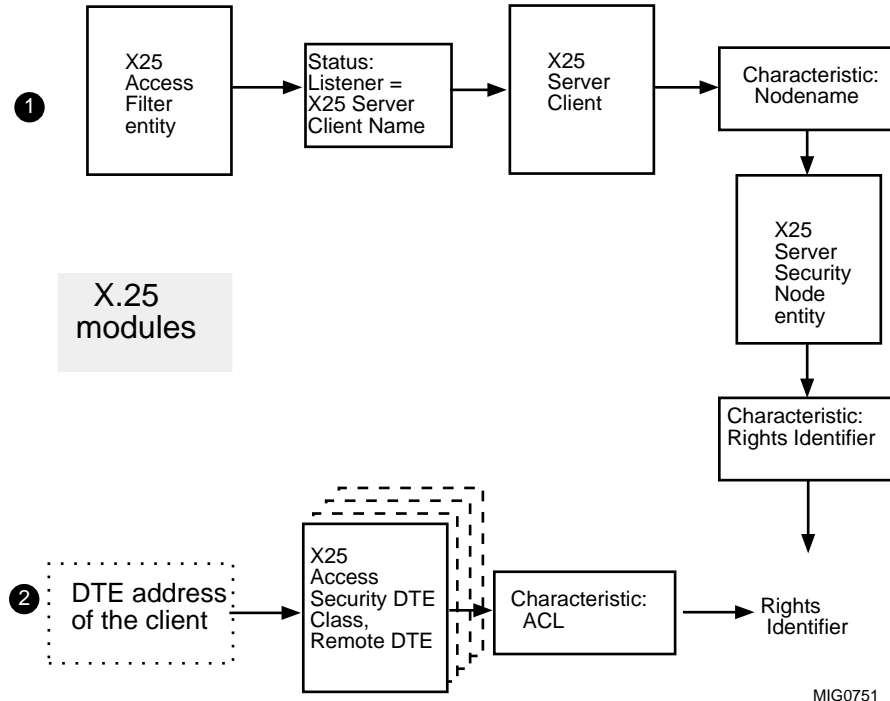 1
X25
Access
Filter
entity
Status:
Listener =
X25 Server
Client Name
X25
Server
Client
Characteristic:
Nodename
X25
Server
Security
Node
entity
X.25
modules
Characteristic:
Rights Identifier
2
DTE address
of the client
X25
Access
Security DTE
Class,
Remote DTE
Characteristic:
ACL
Rights
Identifier
MIG0751